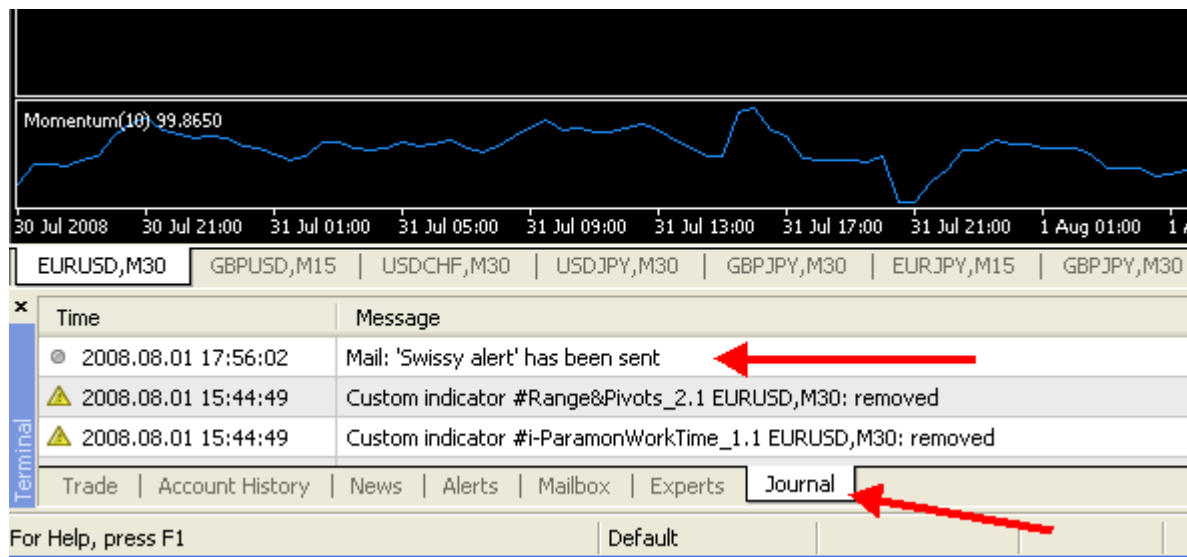 Momentum(10) 99.8650
30 Jul 2008 30 Jul 21:00 31 Jul 01:00 31 Jul 05:00 31 Jul 09:00 31 Jul 13:00 31 Jul 17:00 31 Jul 21:00 1 Aug 01:00 1
EURUSD,M30 GBPUSD,M15 | USDCHF,M30 | USDJPY,M30 | GBPJPY,M30 | EURJPY,M15 | GBPJPY,M30
x Time Message
2008.08.01 17:56:02 Mail: 'Swissy alert' has been sent
2008.08.01 15:44:49 Custom indicator #Range&Pivots_2.1 EURUSD,M30: removed
2008.08.01 15:44:49 Custom indicator #i-ParamonWorkTime_1.1 EURUSD,M30: removed
Terminal
Trade | Account History | News | Alerts | Mailbox | Experts Journal
For Help, press F1 Default